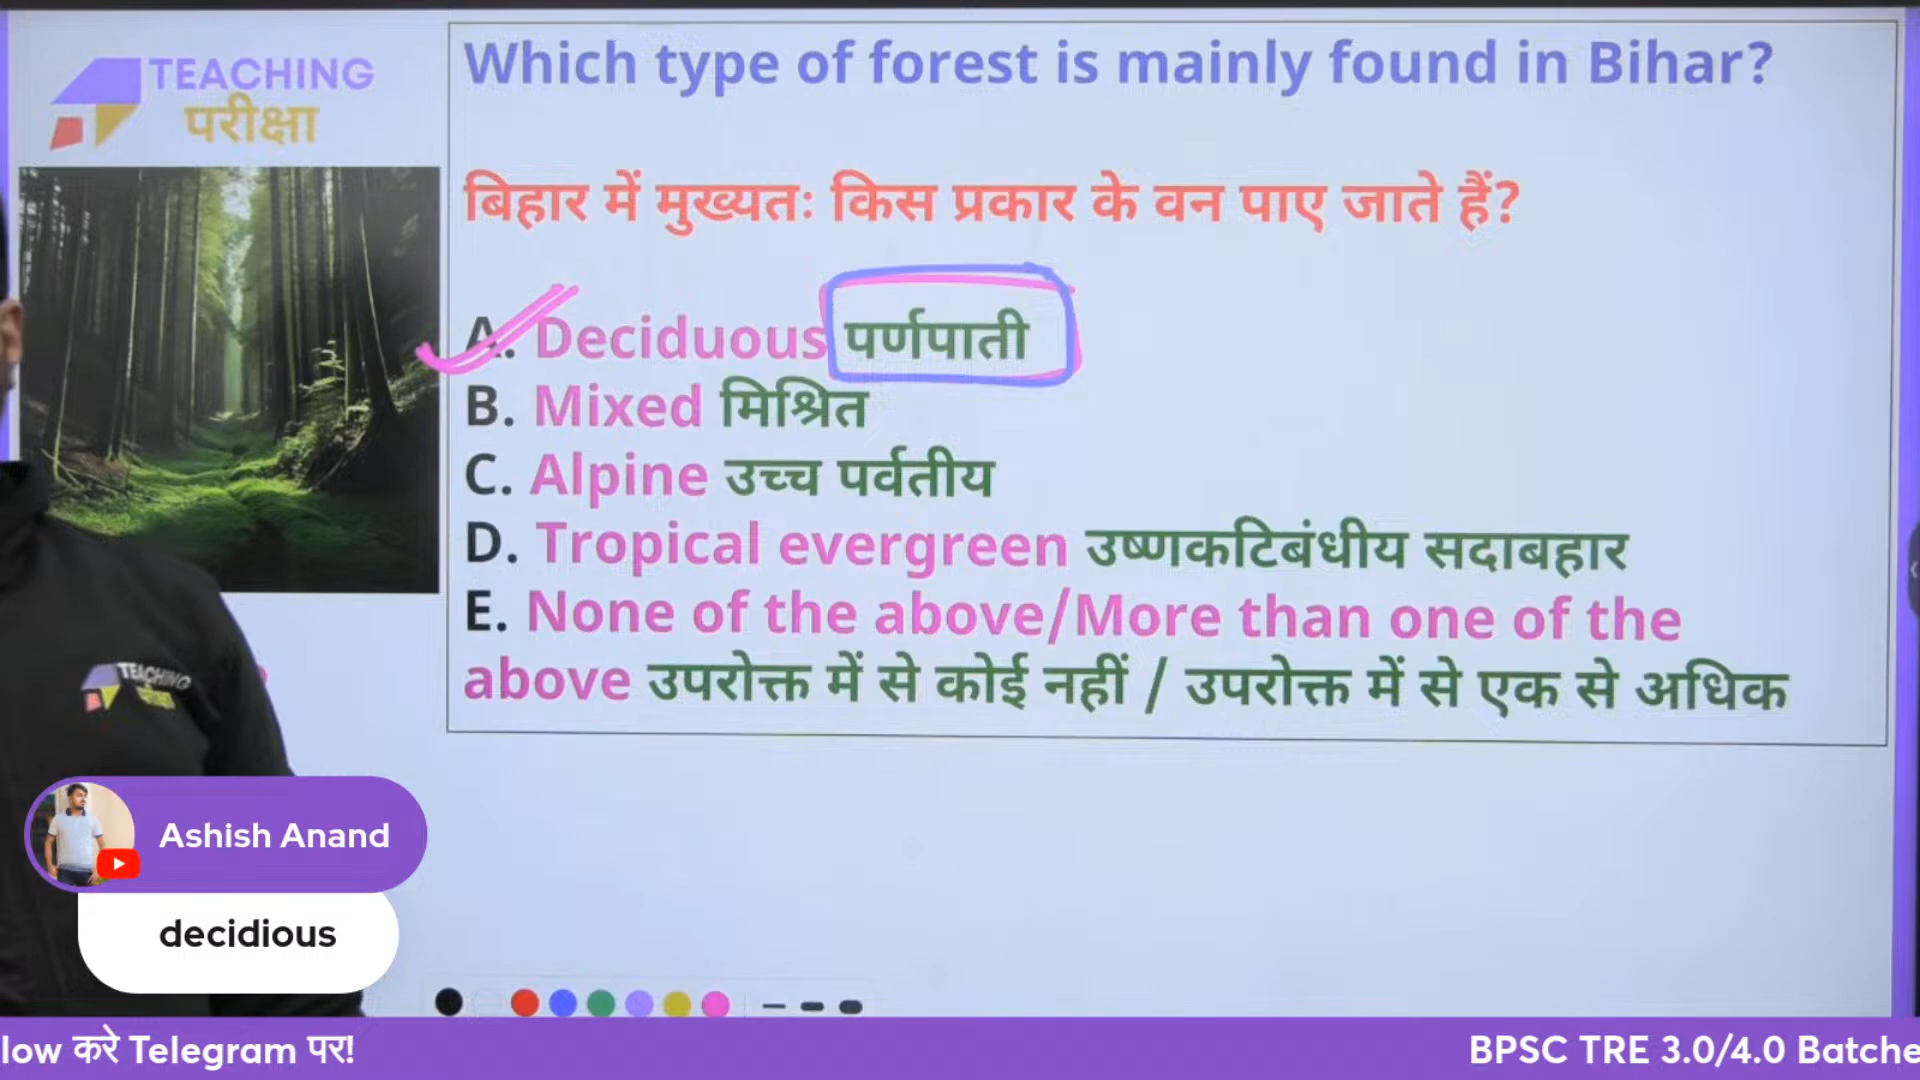 TEACHING
परीक्षा
Which type of forest is mainly found in Bihar?
बिहार में मुख्यतः किस प्रकार के वन पाए जाते हैं?
A. Deciduous पर्णपाती
B. Mixed मिश्रित
C. Alpine उच्च पर्वतीय
D. Tropical evergreen उष्णकटिबंधीय सदाबहार
E. None of the above/More than one of the
above उपरोक्त में से कोई नहीं / उपरोक्त में से एक से अधिक
TEACHING
परीक्षा
Ashish Anand
decidious
low करे Telegram पर!
BPSC TRE 3.0/4.0 Batche